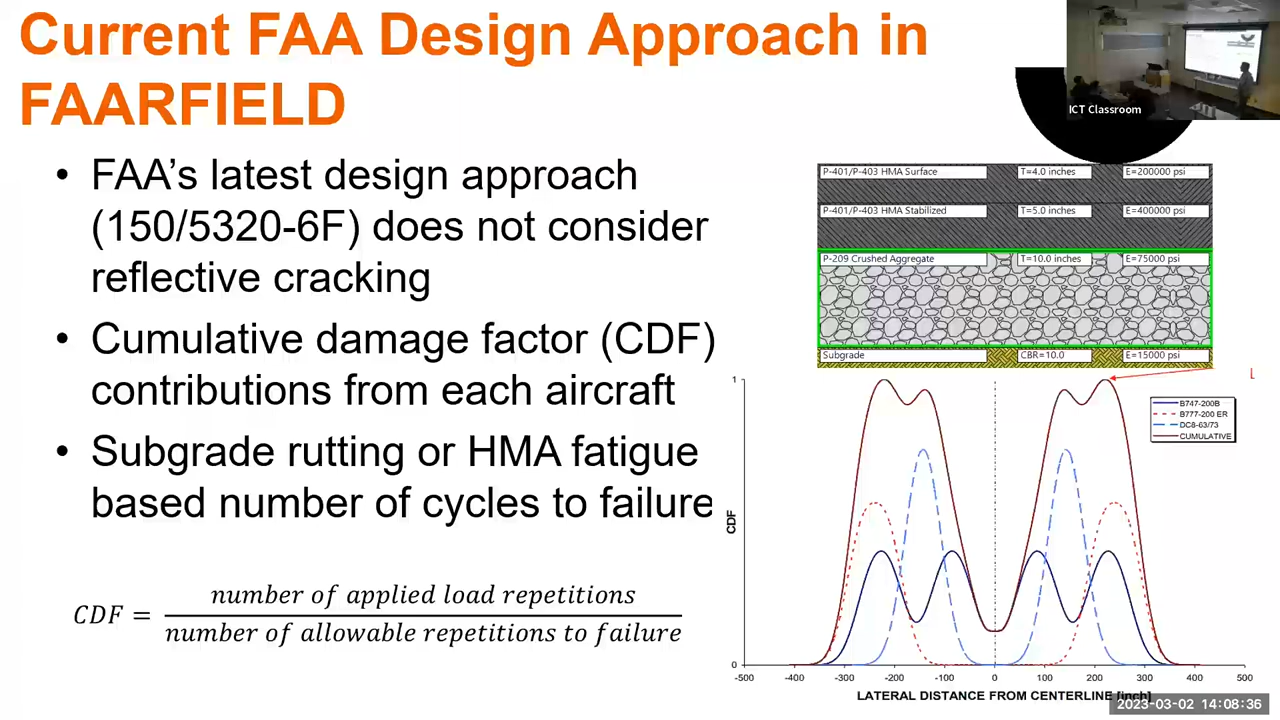 Current FAA Design Approach in
FAARFIELD
ICT Classroom
• FAA's latest design approach
(150/5320-6F) does not consider
reflective cracking
• Cumulative damage factor (CDF)
contributions from each aircraft
• Subgrade rutting or HMA fatigue
based number of cycles to failure
CDF = number of applied load repetitions
number of allowable repetitions to failure
P-401/P-403 HMA Surface T=4.0 inches E=200000 psi
P-401/P-403 HMA Stabilized T=5.0 inches E=400000 psi
P-209 Crushed Aggregate T=10.0 inches E=75000 psi
Subgrade CBR=10.0 E=15000 psi
L
1
CDF
0
B747-200B
B777-200 ER
DC8-63/73
CUMULATIVE
-500 -400 -300 -200 -100 0 100 200 300 400 500
LATERAL DISTANCE FROM CENTERLINE [inch]
2023-03-02 14:08:36